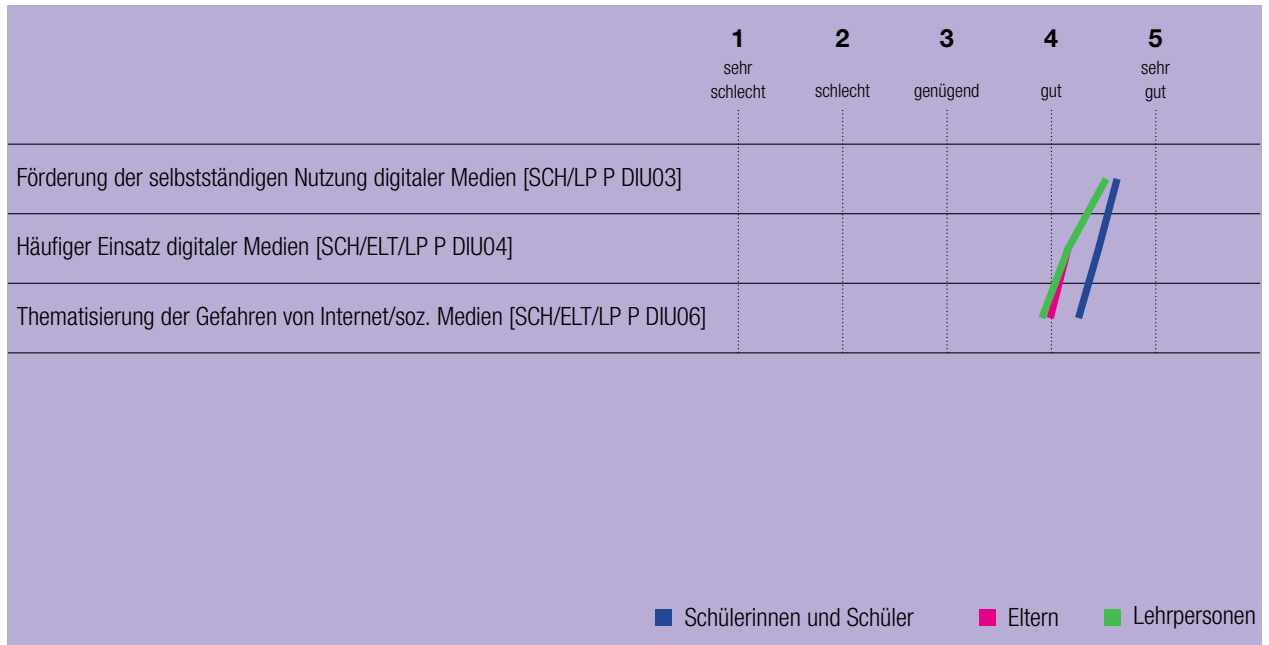 1 2 3 4 5
sehr schlecht schlecht genügend gut sehr gut
Förderung der selbstständigen Nutzung digitaler Medien [SCH/LP P DIU03]
Häufiger Einsatz digitaler Medien [SCH/ELT/LP P DIU04]
Thematisierung der Gefahren von Internet/soz. Medien [SCH/ELT/LP P DIU06]
Schülerinnen und Schüler Eltern Lehrpersonen